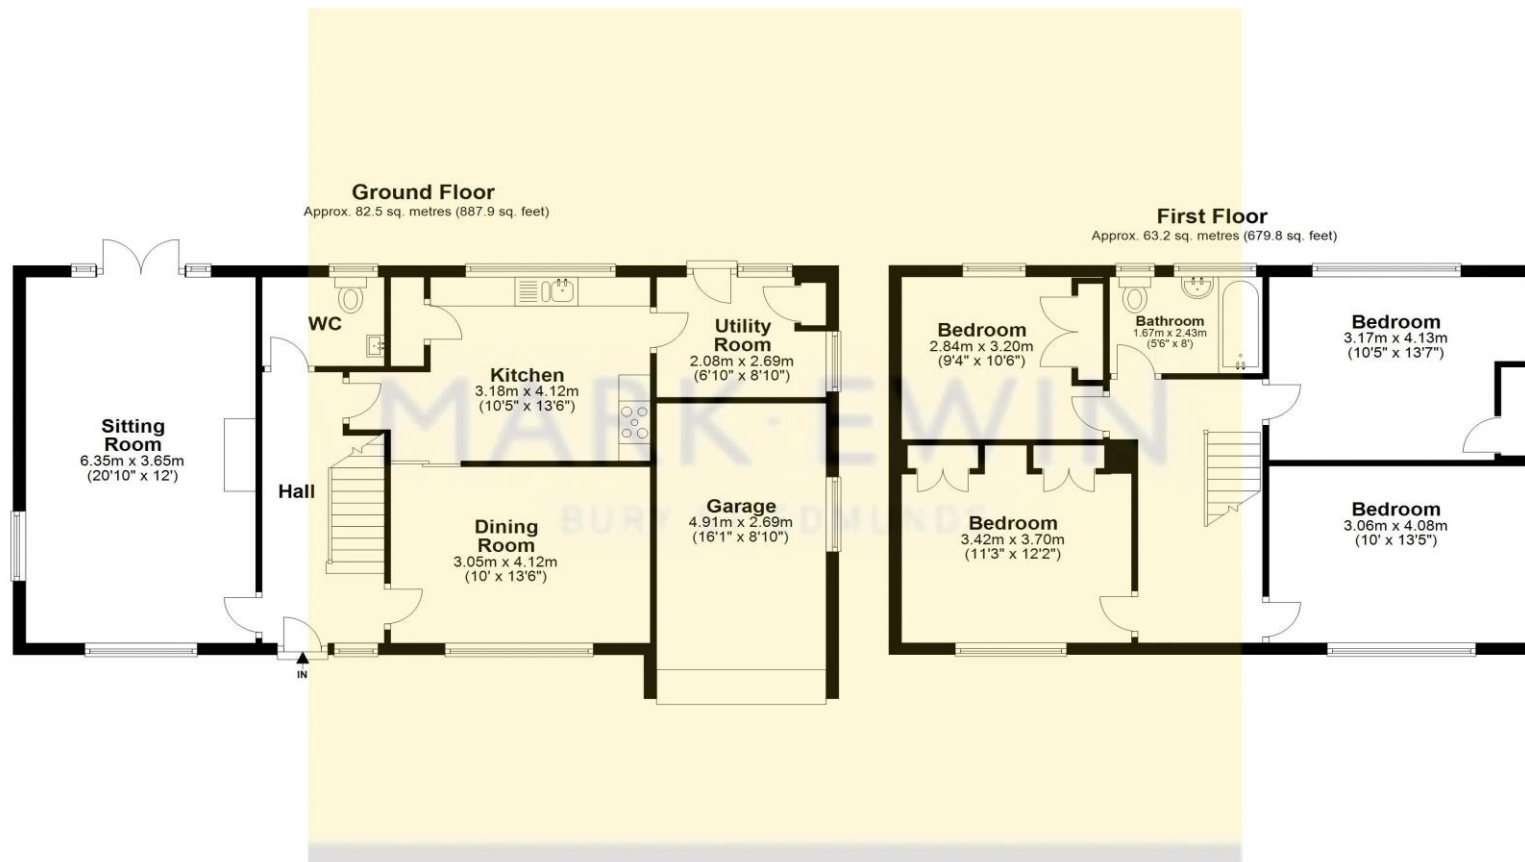 Ground Floor
Approx. 82.5 sq. metres (887.9 sq. feet)
WC
Utility
Room
2.08m x 2.69m
(6'10" x 8'10")
Kitchen
3.18m x 4.12m
(10'5" x 13'6")
Sitting
Room
6.35m x 3.65m
(20'10" x 12')
Hall
Dining
Room
3.05m x 4.12m
(10' x 13'6")
Garage
4.91m x 2.69m
(16'1" x 8'10")
IN
First Floor
Approx. 63.2 sq. metres (679.8 sq. feet)
Bedroom
2.84m x 3.20m
(9'4" x 10'6")
Bathroom
1.67m x 2.43m
(5'6" x 8')
Bedroom
3.17m x 4.13m
(10'5" x 13'7")
Bedroom
3.42m x 3.70m
(11'3" x 12'2")
Bedroom
3.06m x 4.08m
(10' x 13'5")
MARK·EWIN
BURY EDMUNDS